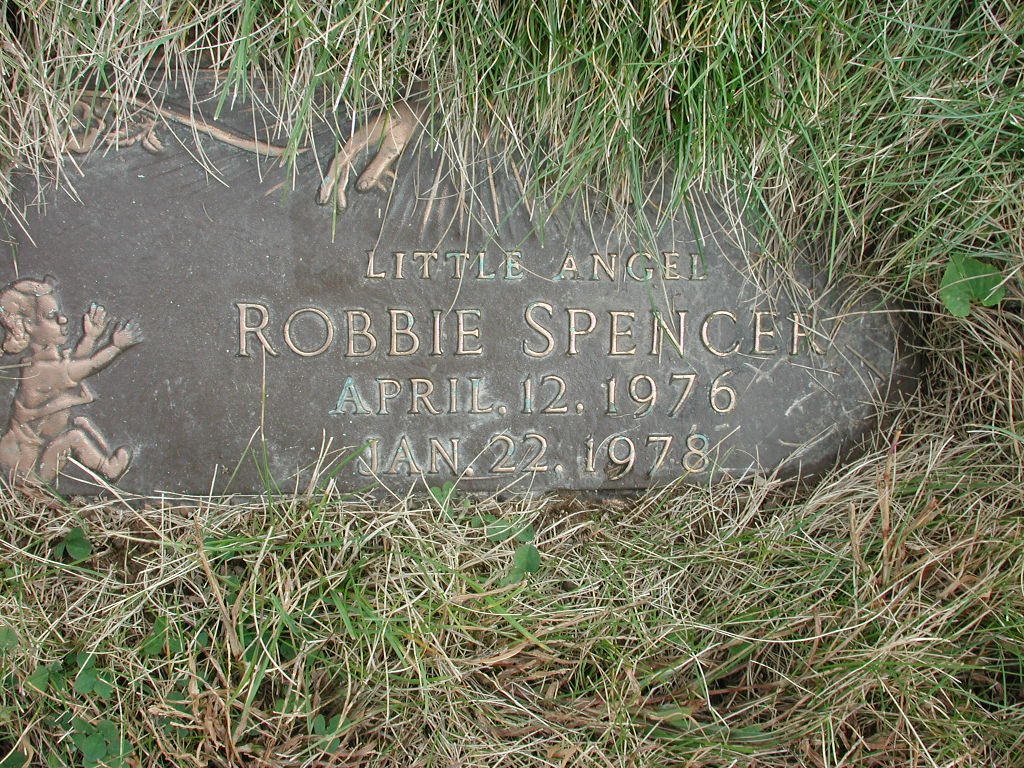 LITTLE ANGEL
ROBBIE SPENCER
APRIL. 12. 1976
JAN. 22. 1978